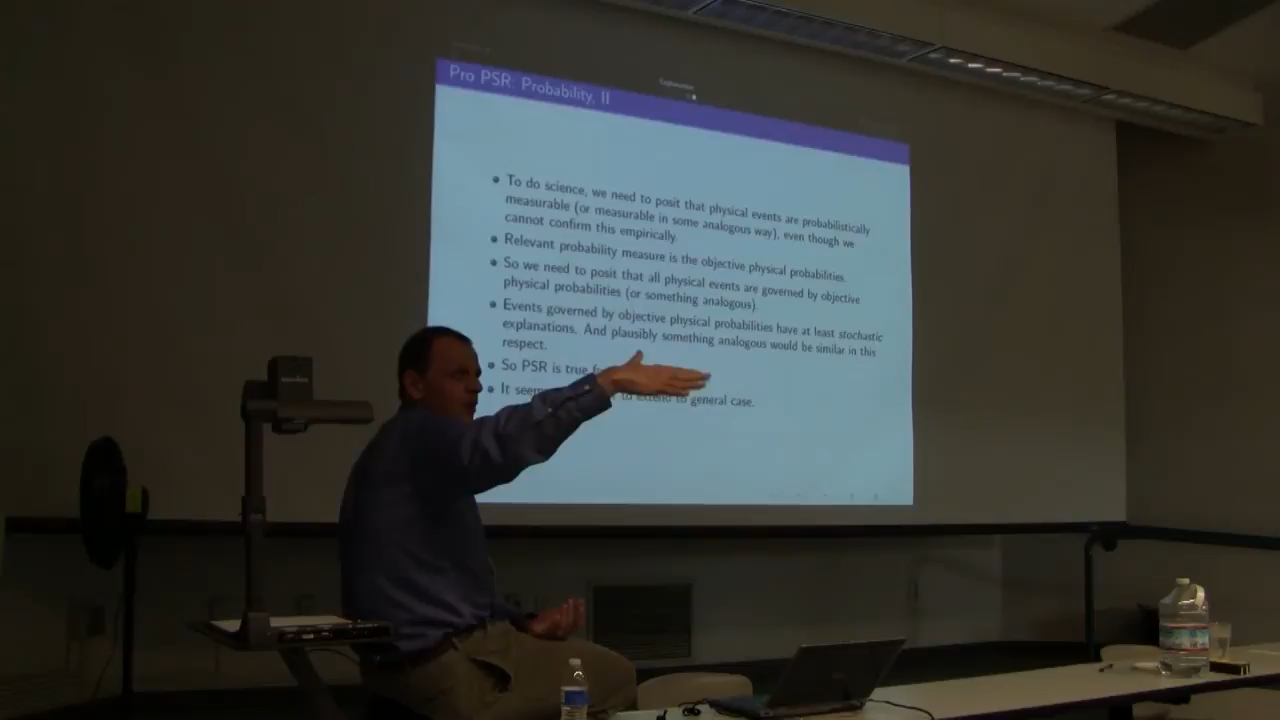 Pro PSR: Probability, II
Explanation
To do science, we need to posit that physical events are probabilistically
measurable (or measurable in some analogous way), even though we
cannot confirm this empirically.
Relevant probability measure is the objective physical probabilities.
So we need to posit that all physical events are governed by objective
physical probabilities (or something analogous).
Events governed by objective physical probabilities have at least stochastic
explanations. And plausibly something analogous would be similar in this
respect.
So PSR is true
It to extend to general case.